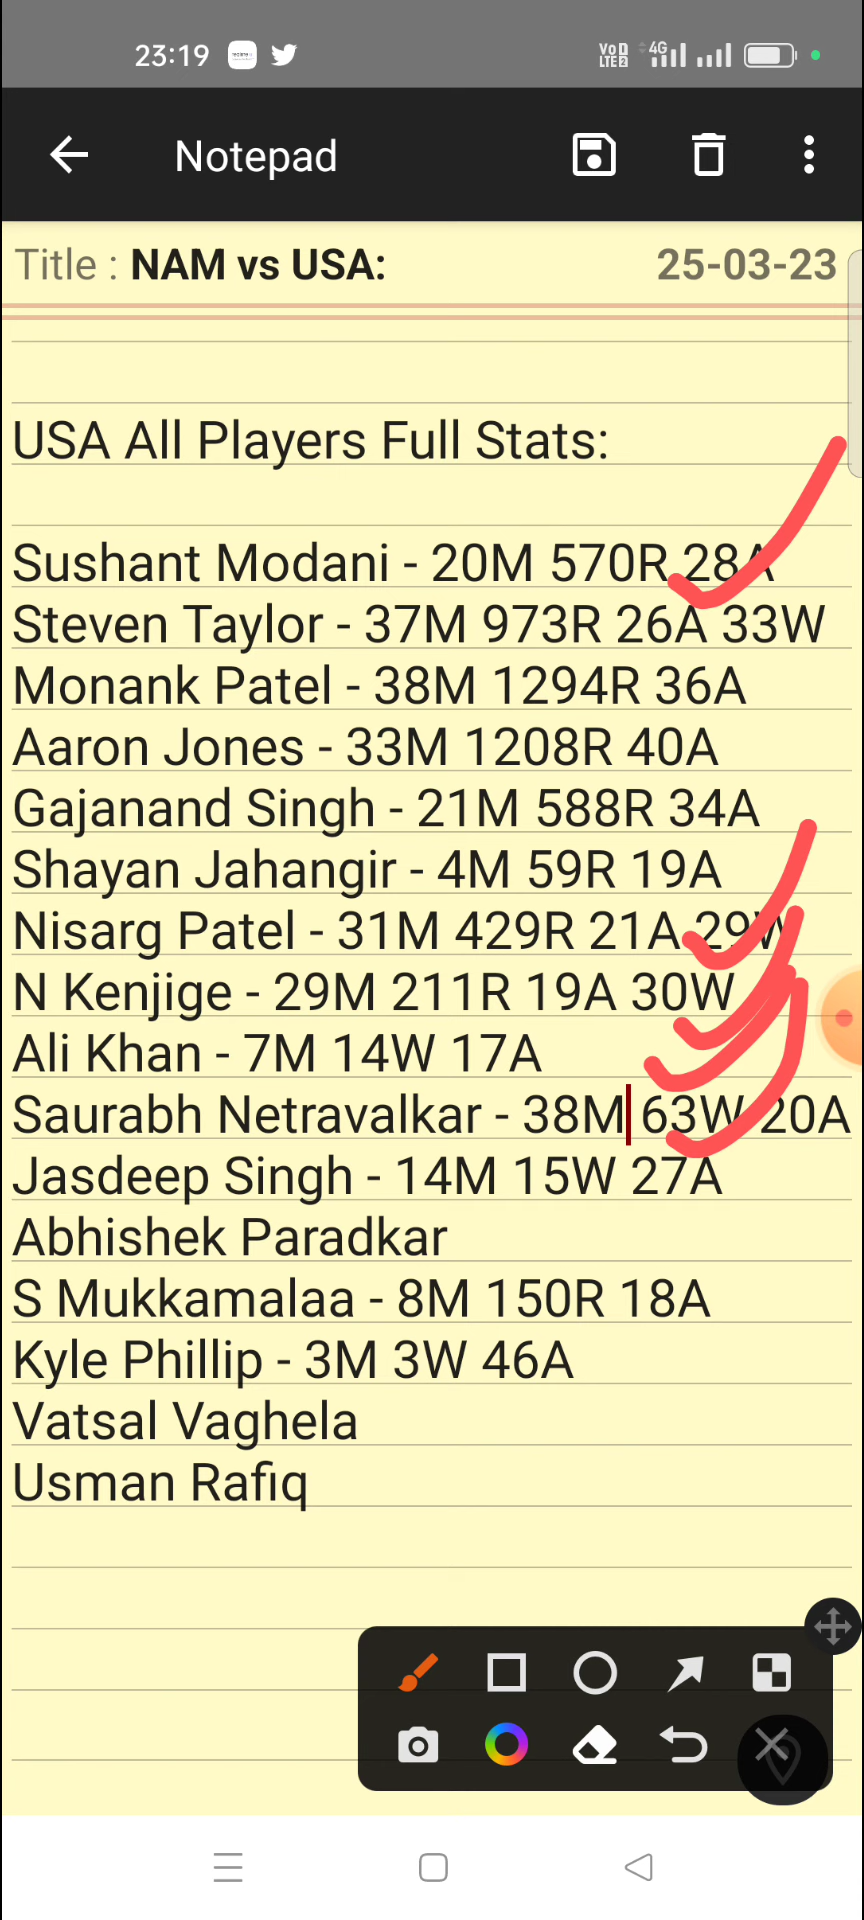 23:19
VoD LTE2 4G
Notepad
Title : NAM vs USA: 25-03-23
USA All Players Full Stats:
Sushant Modani - 20M 570R 28A
Steven Taylor - 37M 973R 26A 33W
Monank Patel - 38M 1294R 36A
Aaron Jones - 33M 1208R 40A
Gajanand Singh - 21M 588R 34A
Shayan Jahangir - 4M 59R 19A
Nisarg Patel - 31M 429R 21A 29W
N Kenjige - 29M 211R 19A 30W
Ali Khan - 7M 14W 17A
Saurabh Netravalkar - 38M 63W 20A
Jasdeep Singh - 14M 15W 27A
Abhishek Paradkar
S Mukkamalaa - 8M 150R 18A
Kyle Phillip - 3M 3W 46A
Vatsal Vaghela
Usman Rafiq